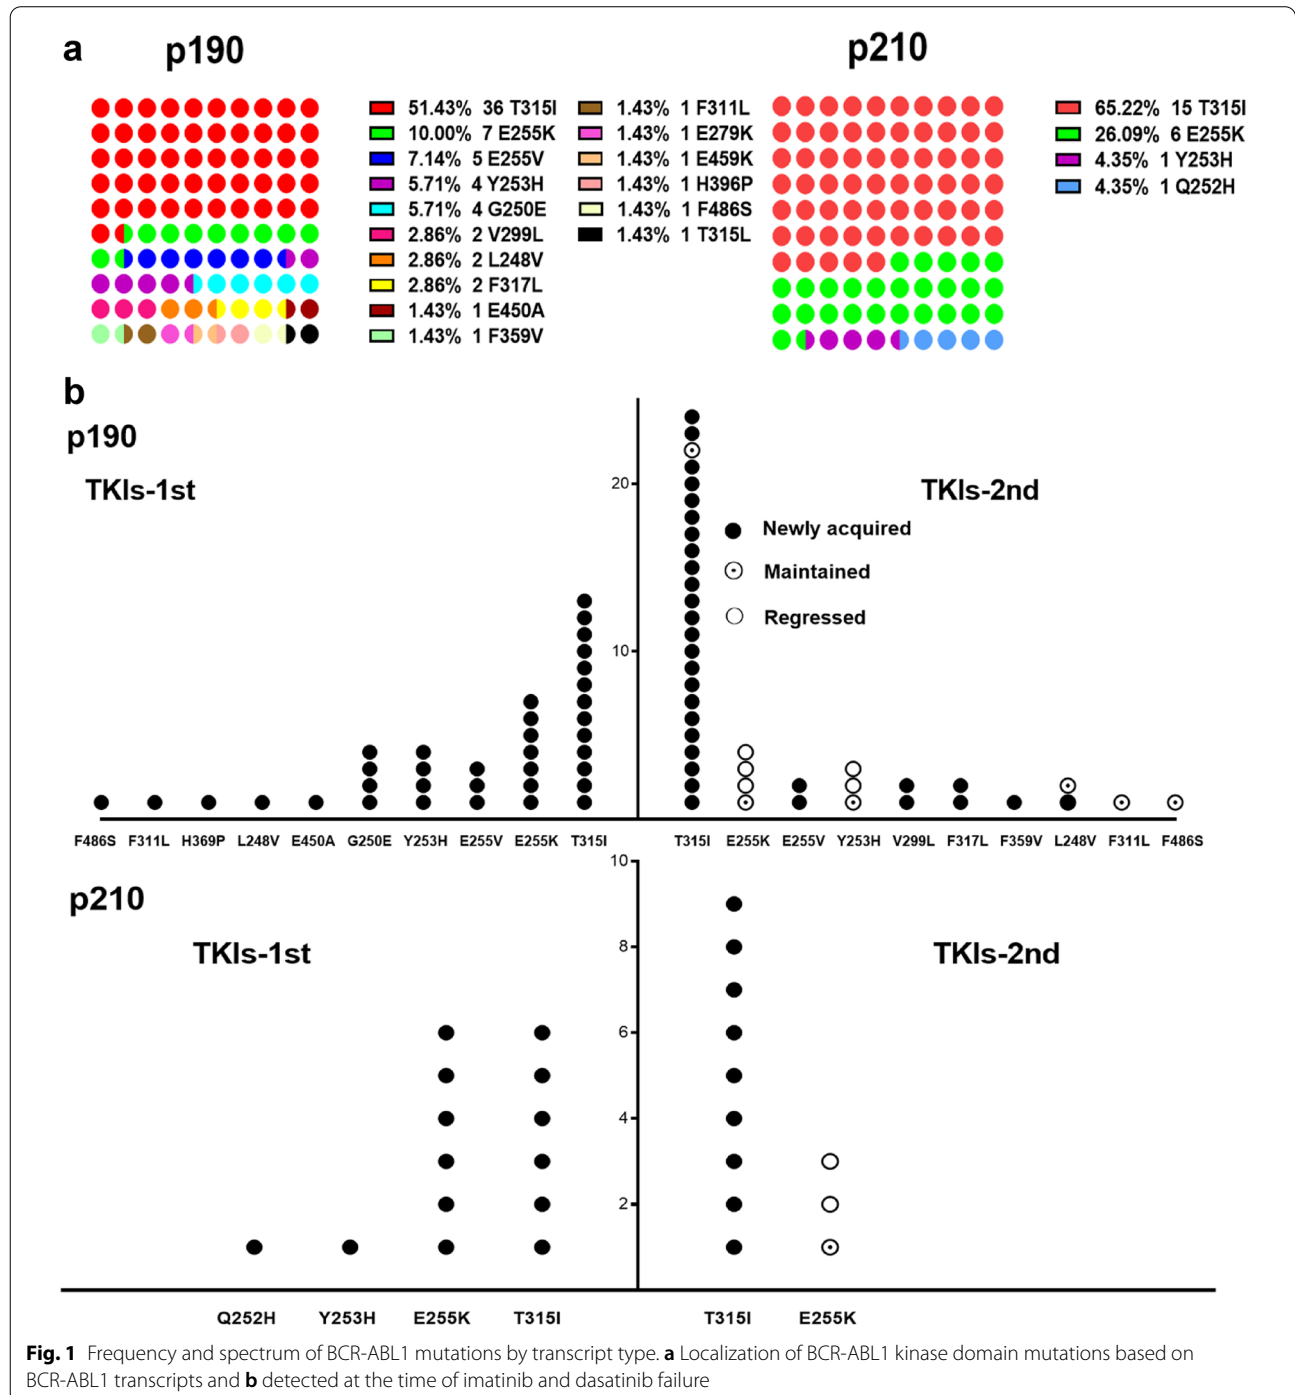 a
p190
p210
51.43% 36 T315I
10.00% 7 E255K
7.14% 5 E255V
5.71% 4 Y253H
5.71% 4 G250E
2.86% 2 V299L
2.86% 2 L248V
2.86% 2 F317L
1.43% 1 E450A
1.43% 1 F359V
1.43% 1 F311L
1.43% 1 E279K
1.43% 1 E459K
1.43% 1 H396P
1.43% 1 F486S
1.43% 1 T315L
65.22% 15 T315I
26.09% 6 E255K
4.35% 1 Y253H
4.35% 1 Q252H
b
p190
TKIs-1st
TKIs-2nd
20
10
Newly acquired
Maintained
Regressed
F486S F311L H369P L248V E450A G250E Y253H E255V E255K T315I
T315I E255K E255V Y253H V299L F317L F359V L248V F311L F486S
p210
TKIs-1st
TKIs-2nd
10
8
6
4
2
Q252H Y253H E255K T315I
T315I E255K
Fig. 1 Frequency and spectrum of BCR-ABL1 mutations by transcript type. a Localization of BCR-ABL1 kinase domain mutations based on
BCR-ABL1 transcripts and b detected at the time of imatinib and dasatinib failure